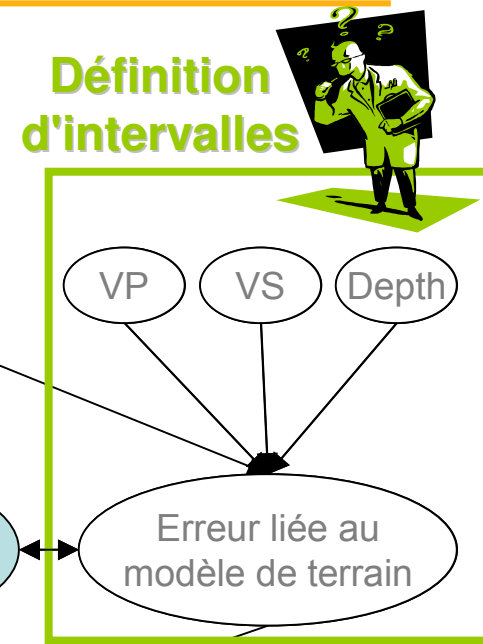 Définition
d'intervalles
VP VS Depth
Erreur liée au
modèle de terrain